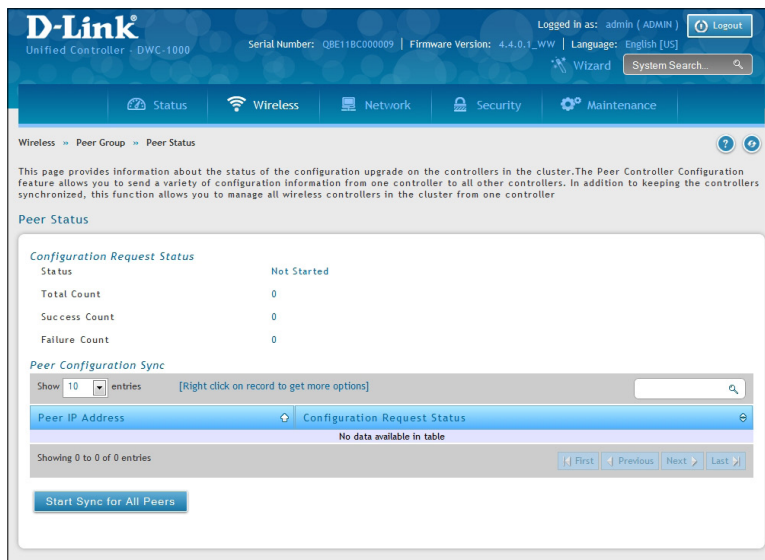 D-Link
Unified Controller - DWC-1000
Logged in as: admin ( ADMIN )
Logout
Serial Number: QBE11BC000009 | Firmware Version: 4.4.0.1_WW | Language: English [US]
Wizard
System Search...
Status
Wireless
Network
Security
Maintenance
Wireless » Peer Group » Peer Status
?
This page provides information about the status of the configuration upgrade on the controllers in the cluster.The Peer Controller Configuration
feature allows you to send a variety of configuration information from one controller to all other controllers. In addition to keeping the controllers
synchronized, this function allows you to manage all wireless controllers in the cluster from one controller
Peer Status
Configuration Request Status
Status Not Started
Total Count 0
Success Count 0
Failure Count 0
Peer Configuration Sync
Show 10 entries [Right click on record to get more options]
Peer IP Address Configuration Request Status
No data available in table
Showing 0 to 0 of 0 entries
First Previous Next Last
Start Sync for All Peers